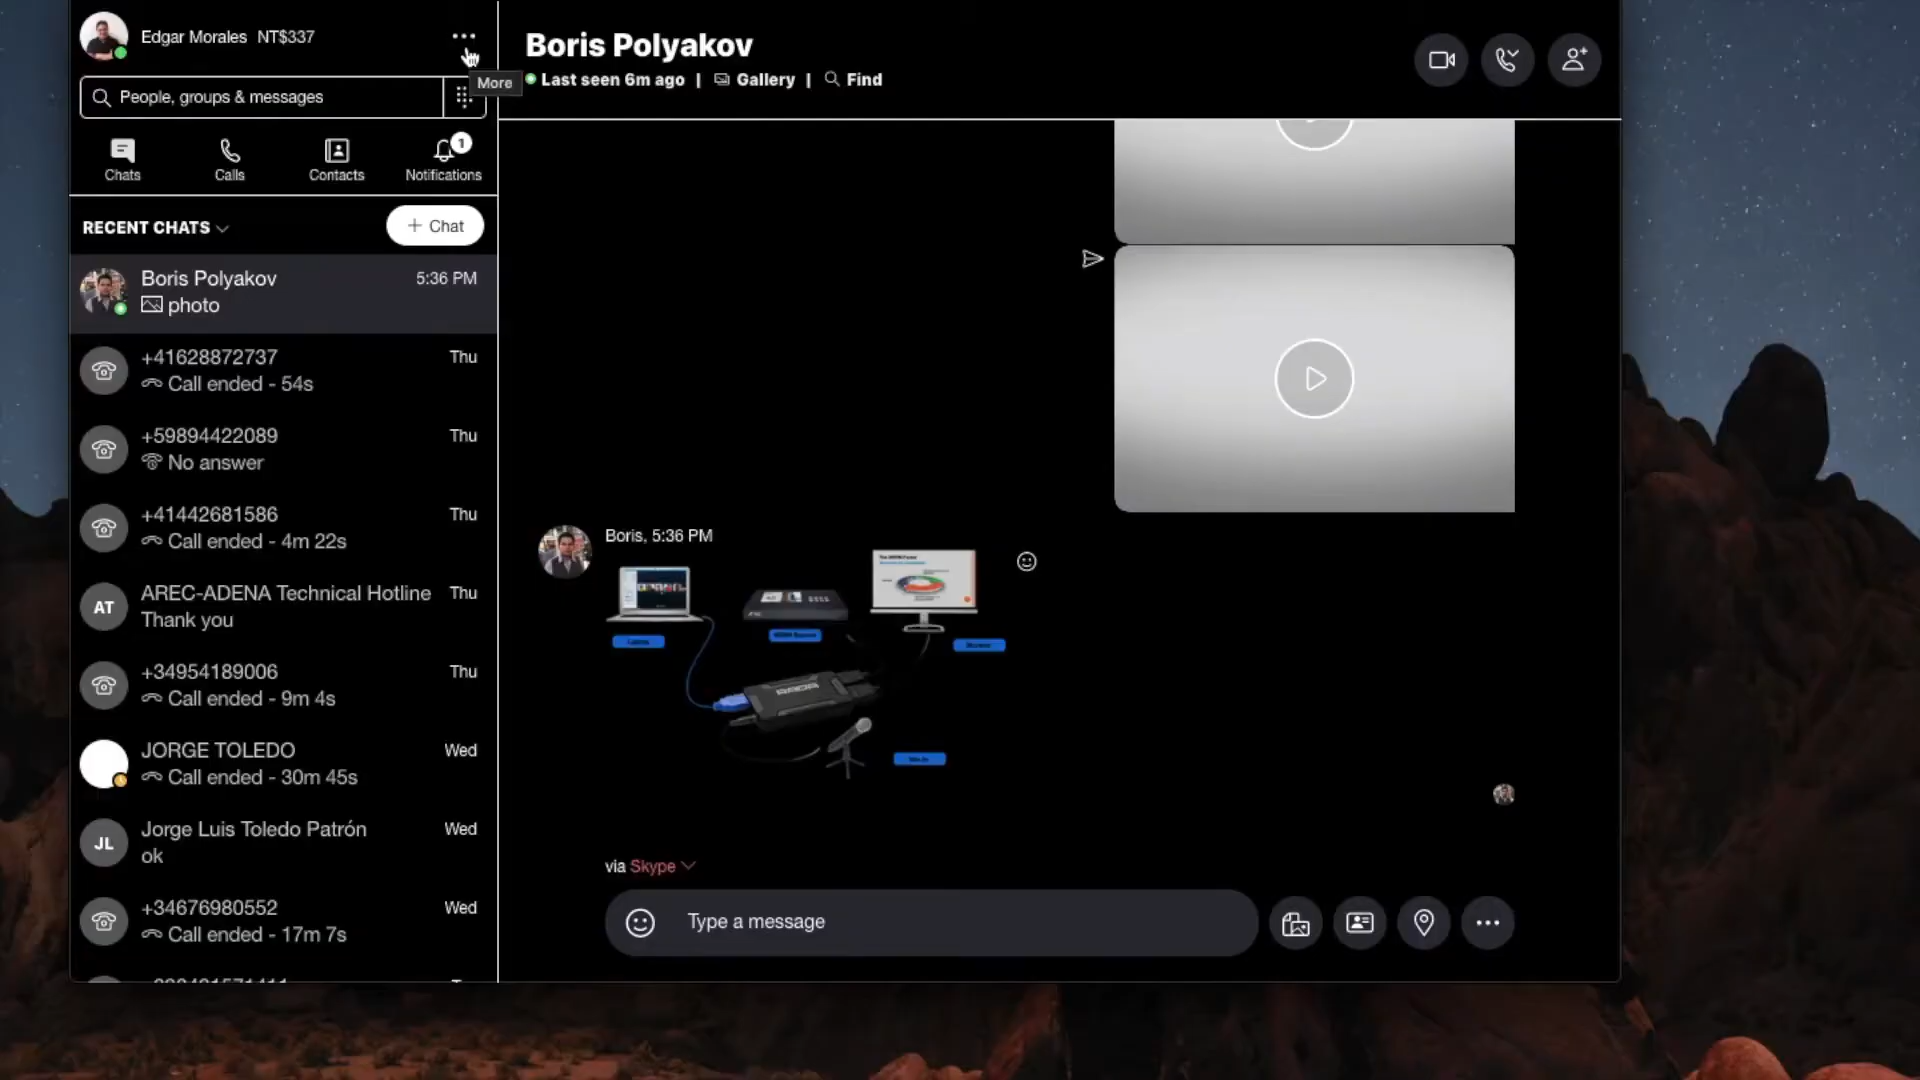 Edgar Morales NT$337
More
People, groups & messages
Chats
Calls
Contacts
Notifications
1
RECENT CHATS
+ Chat
Boris Polyakov
5:36 PM
photo
+41628872737
Thu
Call ended - 54s
+59894422089
Thu
No answer
+41442681586
Thu
Call ended - 4m 22s
AT
AREC-ADENA Technical Hotline
Thu
Thank you
+34954189006
Thu
Call ended - 9m 4s
JORGE TOLEDO
Wed
Call ended - 30m 45s
JL
Jorge Luis Toledo Patrón
Wed
ok
+34676980552
Wed
Call ended - 17m 7s
Boris Polyakov
Last seen 6m ago | Gallery | Find
Boris, 5:36 PM
via Skype
Type a message